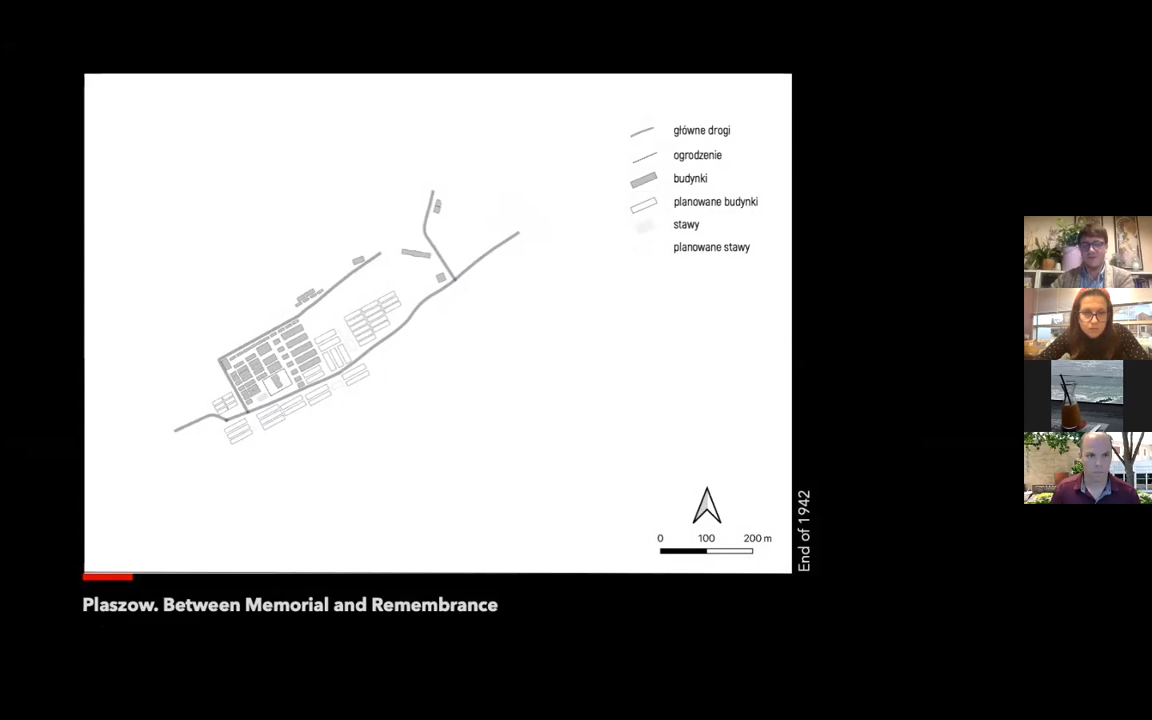 główne drogi
ogrodzenie
budynki
planowane budynki
stawy
planowane stawy
0 100 200 m
End of 1942
Plaszow. Between Memorial and Remembrance